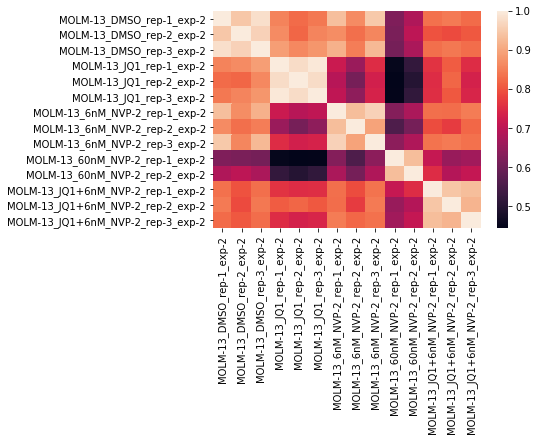 MOLM-13_DMSO_rep-1_exp-2
MOLM-13_DMSO_rep-2_exp-2
MOLM-13_DMSO_rep-3_exp-2
MOLM-13_JQ1_rep-1_exp-2
MOLM-13_JQ1_rep-2_exp-2
MOLM-13_JQ1_rep-3_exp-2
MOLM-13_6nM_NVP-2_rep-1_exp-2
MOLM-13_6nM_NVP-2_rep-2_exp-2
MOLM-13_6nM_NVP-2_rep-3_exp-2
MOLM-13_60nM_NVP-2_rep-1_exp-2
MOLM-13_60nM_NVP-2_rep-2_exp-2
MOLM-13_JQ1+6nM_NVP-2_rep-1_exp-2
MOLM-13_JQ1+6nM_NVP-2_rep-2_exp-2
MOLM-13_JQ1+6nM_NVP-2_rep-3_exp-2
MOLM-13_DMSO_rep-1_exp-2
MOLM-13_DMSO_rep-2_exp-2
MOLM-13_DMSO_rep-3_exp-2
MOLM-13_JQ1_rep-1_exp-2
MOLM-13_JQ1_rep-2_exp-2
MOLM-13_JQ1_rep-3_exp-2
MOLM-13_6nM_NVP-2_rep-1_exp-2
MOLM-13_6nM_NVP-2_rep-2_exp-2
MOLM-13_6nM_NVP-2_rep-3_exp-2
MOLM-13_60nM_NVP-2_rep-1_exp-2
MOLM-13_60nM_NVP-2_rep-2_exp-2
MOLM-13_JQ1+6nM_NVP-2_rep-1_exp-2
MOLM-13_JQ1+6nM_NVP-2_rep-2_exp-2
MOLM-13_JQ1+6nM_NVP-2_rep-3_exp-2
1.0
0.9
0.8
0.7
0.6
0.5